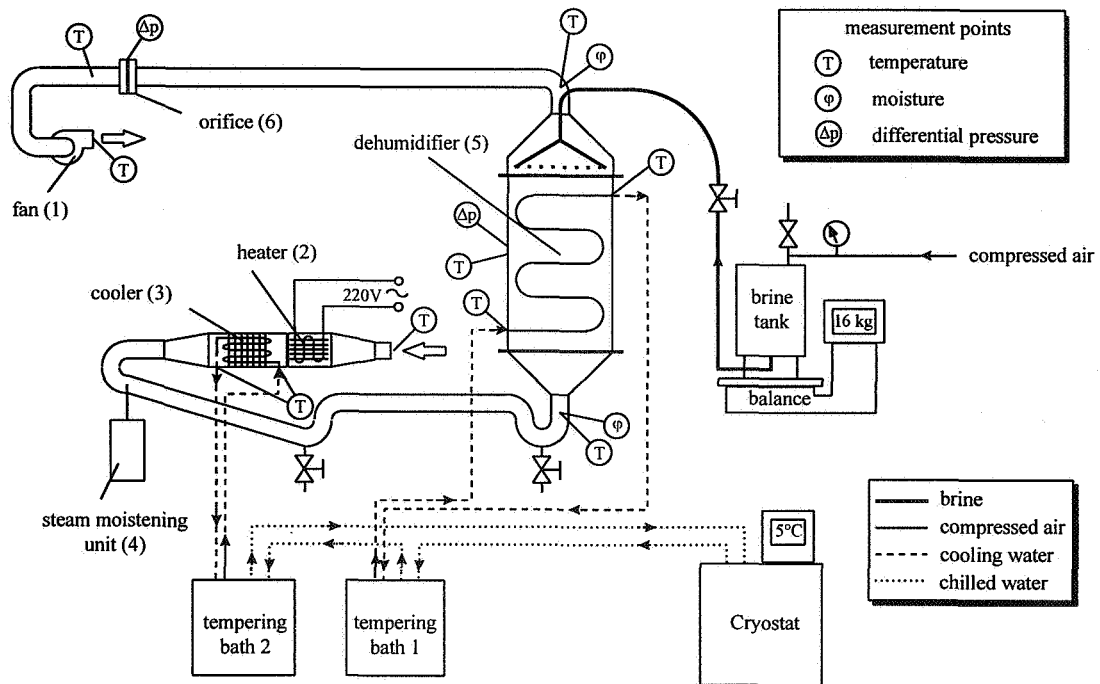 T
Δp
T
φ
orifice (6)
T
fan (1)
dehumidifier (5)
T
Δp
T
T
measurement points
T temperature
φ moisture
Δp differential pressure
heater (2)
cooler (3)
220V
T
T
compressed air
brine
tank
16 kg
balance
φ
T
steam moistening
unit (4)
tempering
bath 2
tempering
bath 1
5°C
Cryostat
brine
compressed air
cooling water
chilled water